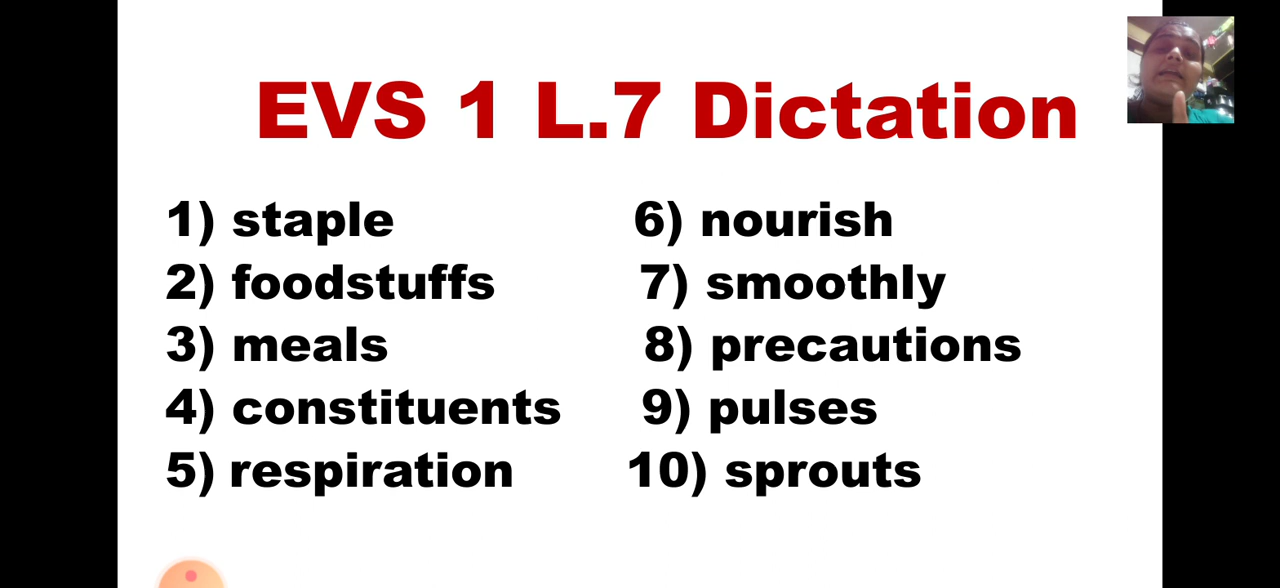 EVS 1 L.7 Dictation
1) staple
2) foodstuffs
3) meals
4) constituents
5) respiration
6) nourish
7) smoothly
8) precautions
9) pulses
10) sprouts